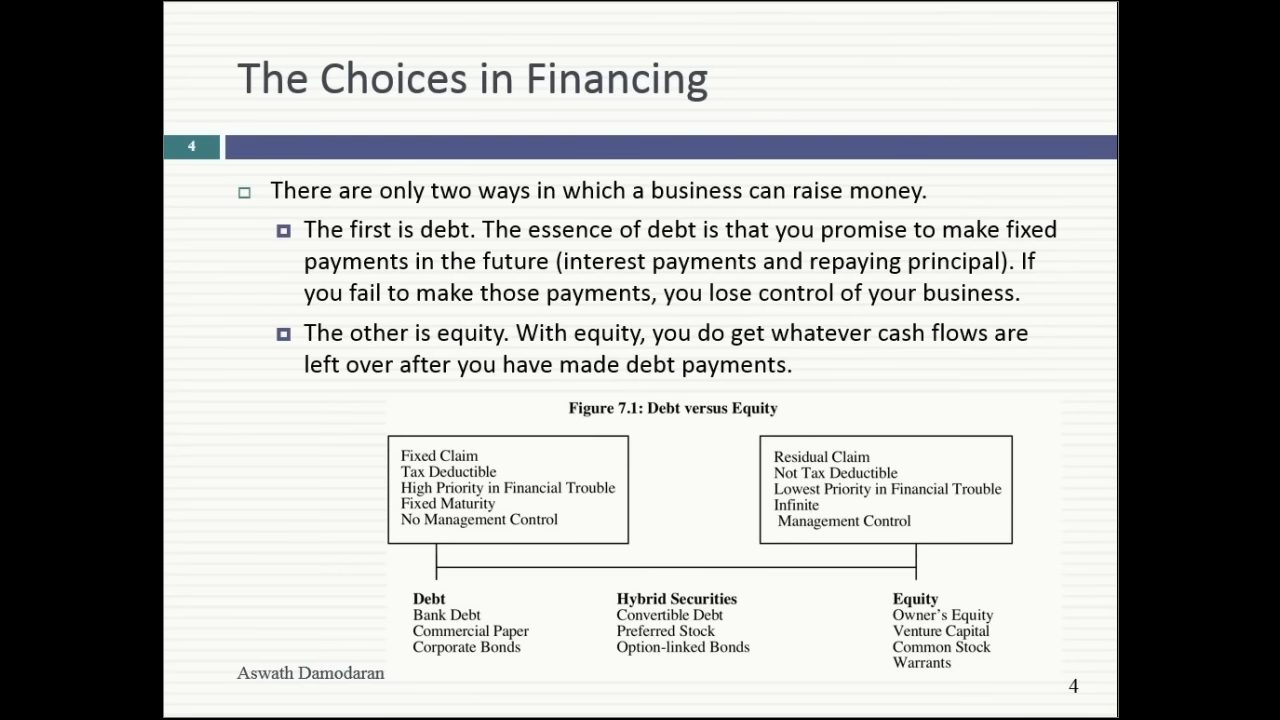 The Choices in Financing
4
There are only two ways in which a business can raise money.
The first is debt. The essence of debt is that you promise to make fixed
payments in the future (interest payments and repaying principal). If
you fail to make those payments, you lose control of your business.
The other is equity. With equity, you do get whatever cash flows are
left over after you have made debt payments.
Figure 7.1: Debt versus Equity
Fixed Claim
Tax Deductible
High Priority in Financial Trouble
Fixed Maturity
No Management Control
Residual Claim
Not Tax Deductible
Lowest Priority in Financial Trouble
Infinite
Management Control
Debt
Bank Debt
Commercial Paper
Corporate Bonds
Hybrid Securities
Convertible Debt
Preferred Stock
Option-linked Bonds
Equity
Owner's Equity
Venture Capital
Common Stock
Warrants
Aswath Damodaran
4